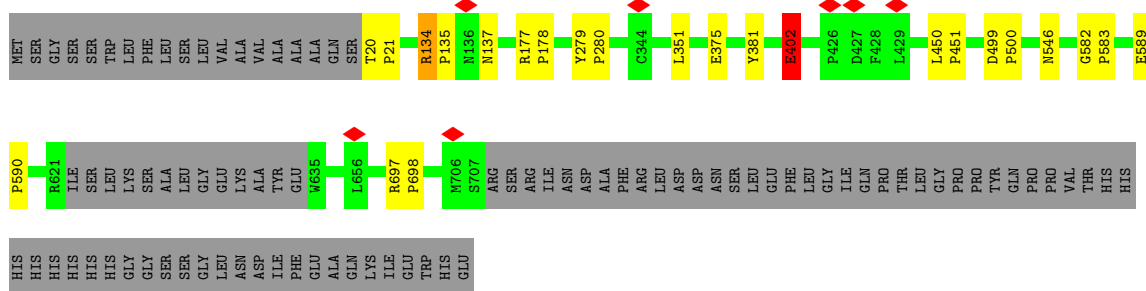 MET SER GLY SER SER TRP LEU PHE LEU SER LEU VAL ALA VAL ALA ALA ALA GLN SER T20 P21 R134 P135 N136 N137 R177 P178 Y279 P280 C344 L351 E375 Y381 E402 P426 D427 F428 L429 L450 P451 D499 P500 N546 G582 P583 E589
P590 R621 ILE SER LEU LYS SER ALA LEU GLY GLU LYS ALA TYR GLU W635 L656 R697 P698 M706 S707 ARG SER ARG ILE ASN ASP ALA PHE ARG LEU ASP ASP ASN SER LEU GLU PHE LEU GLY ILE GLN PRO THR LEU GLY PRO PRO TYR GLN PRO PRO VAL THR HIS HIS
HIS HIS HIS HIS HIS HIS GLY GLY SER SER GLY LEU ASN ASP ILE PHE GLU ALA GLN LYS ILE GLU TRP HIS GLU